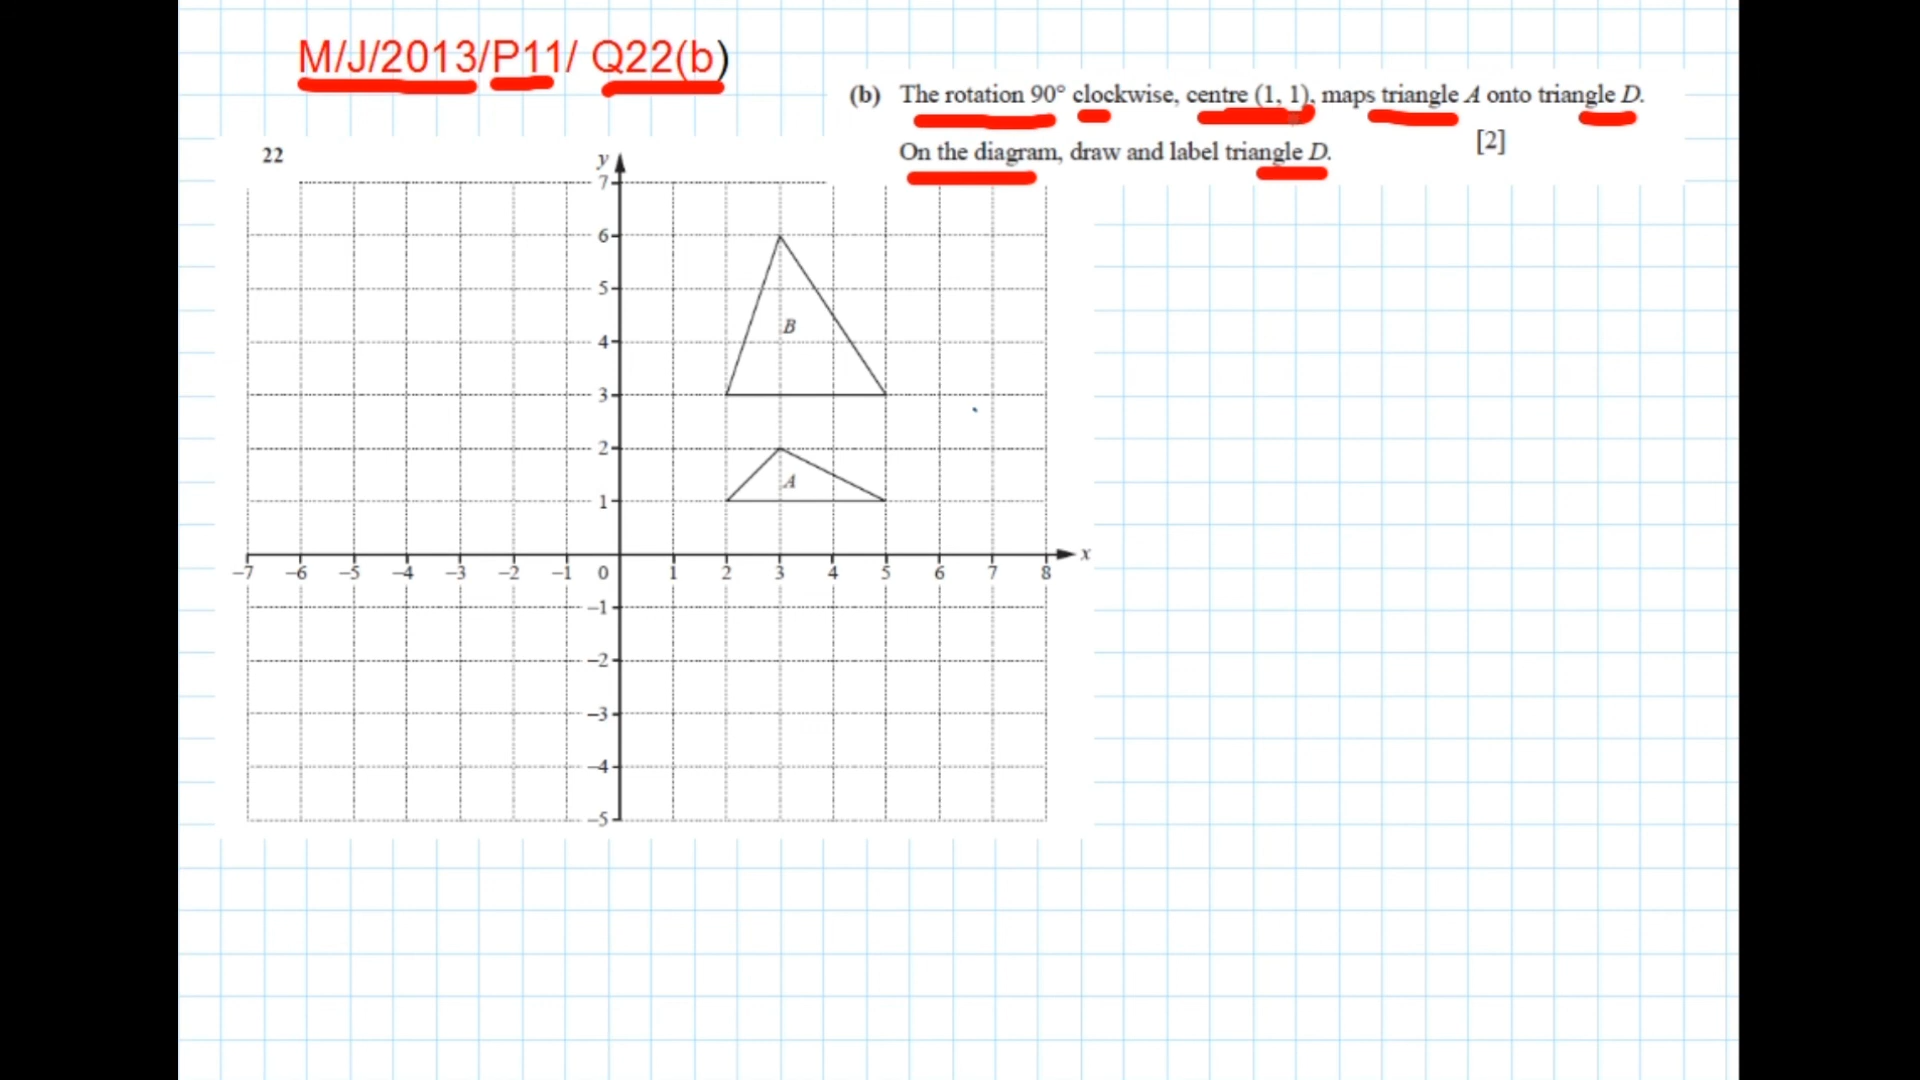 M/J/2013/P11/ Q22(b)
(b) The rotation 90° clockwise, centre (1, 1), maps triangle A onto triangle D.
On the diagram, draw and label triangle D.
[2]
22
y
7
6
5
B
4
3
2
A
1
x
−7 −6 −5 −4 −3 −2 −1 0 1 2 3 4 5 6 7 8
−1
−2
−3
−4
−5